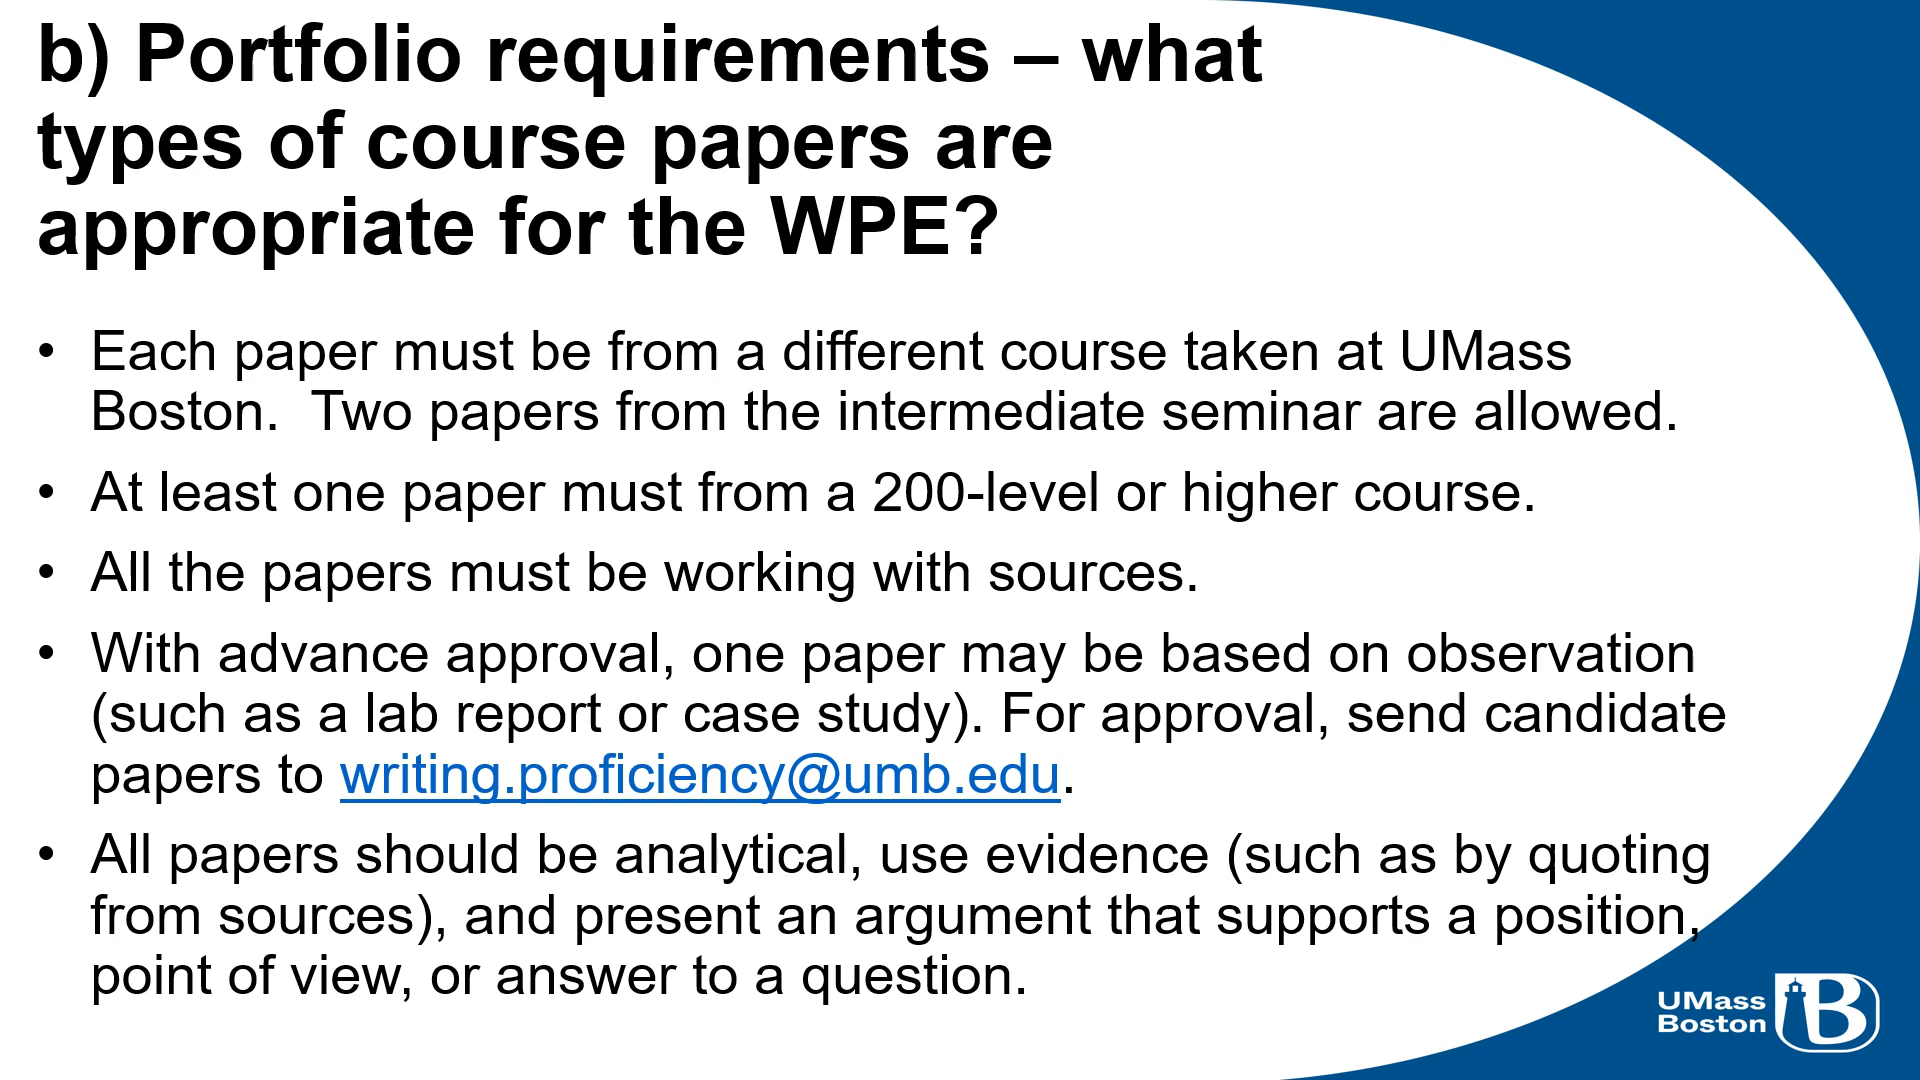 b) Portfolio requirements – what
types of course papers are
appropriate for the WPE?
• Each paper must be from a different course taken at UMass
Boston.  Two papers from the intermediate seminar are allowed.
• At least one paper must from a 200-level or higher course.
• All the papers must be working with sources.
• With advance approval, one paper may be based on observation
(such as a lab report or case study). For approval, send candidate
papers to writing.proficiency@umb.edu.
• All papers should be analytical, use evidence (such as by quoting
from sources), and present an argument that supports a position,
point of view, or answer to a question.
UMass
Boston
B